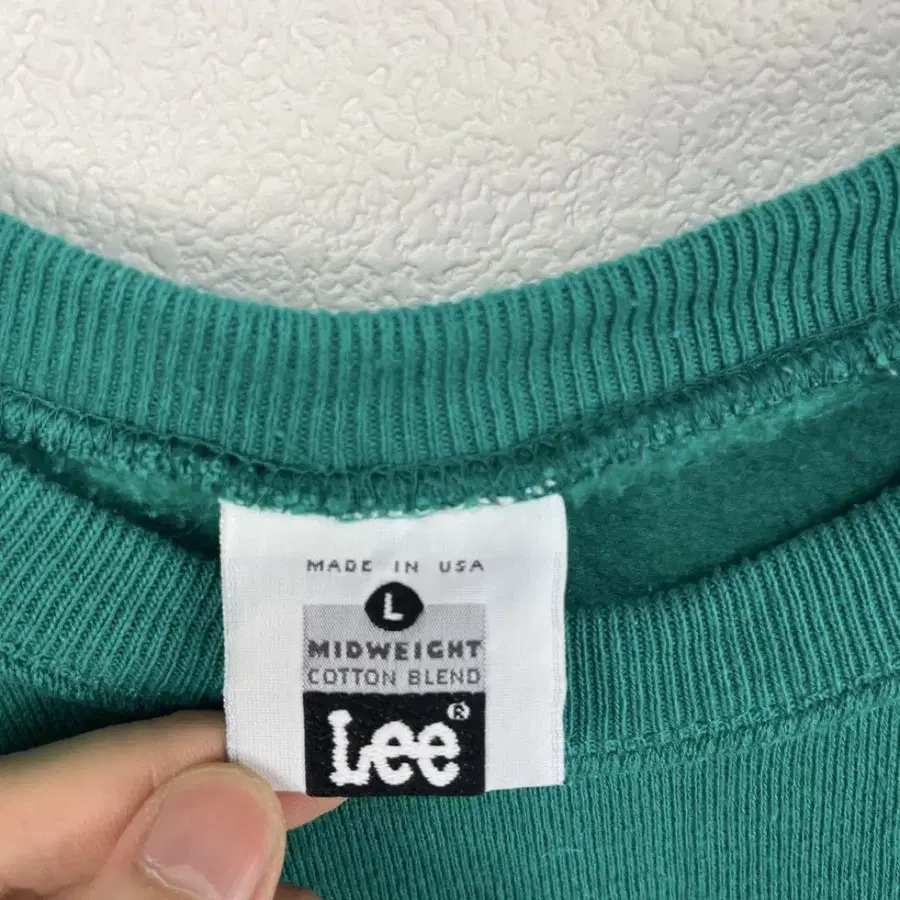 MADE IN USA
L
MIDWEIGHT
COTTON BLEND
Lee®